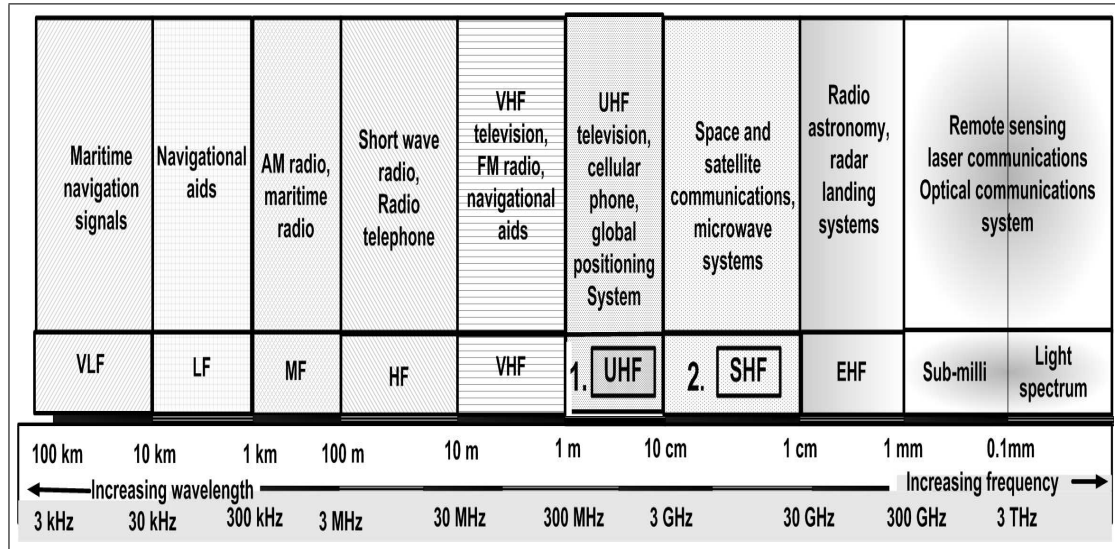 Maritime
navigation
signals
Navigational
aids
AM radio,
maritime
radio
Short wave
radio,
Radio
telephone
VHF
television,
FM radio,
navigational
aids
UHF
television,
cellular
phone,
global
positioning
System
Space and
satellite
communications,
microwave
systems
Radio
astronomy,
radar
landing
systems
Remote sensing
laser communications
Optical communications
system
VLF
LF
MF
HF
VHF
1. UHF
2. SHF
EHF
Sub-milli
Light
spectrum
100 km 10 km 1 km 100 m 10 m 1 m 10 cm 1 cm 1 mm 0.1mm
Increasing wavelength Increasing frequency
3 kHz 30 kHz 300 kHz 3 MHz 30 MHz 300 MHz 3 GHz 30 GHz 300 GHz 3 THz